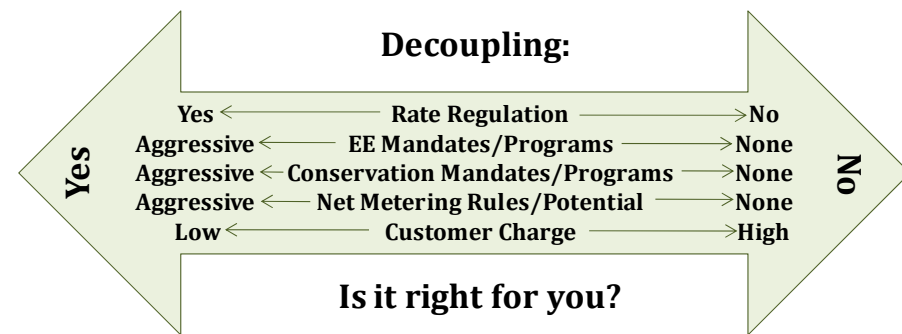 Decoupling:
Yes Rate Regulation No
Aggressive EE Mandates/Programs None
Aggressive Conservation Mandates/Programs None
Aggressive Net Metering Rules/Potential None
Low Customer Charge High
Yes
No
Is it right for you?